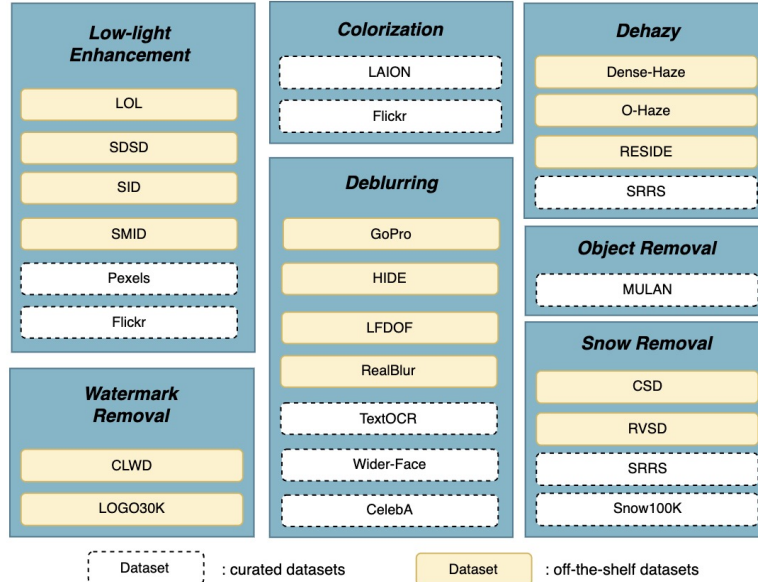 Low-light
Enhancement
LOL
SDSD
SID
SMID
Pexels
Flickr
Watermark
Removal
CLWD
LOGO30K
Colorization
LAION
Flickr
Deblurring
GoPro
HIDE
LFDOF
RealBlur
TextOCR
Wider-Face
CelebA
Dehazy
Dense-Haze
O-Haze
RESIDE
SRRS
Object Removal
MULAN
Snow Removal
CSD
RVSD
SRRS
Snow100K
Dataset : curated datasets
Dataset : off-the-shelf datasets